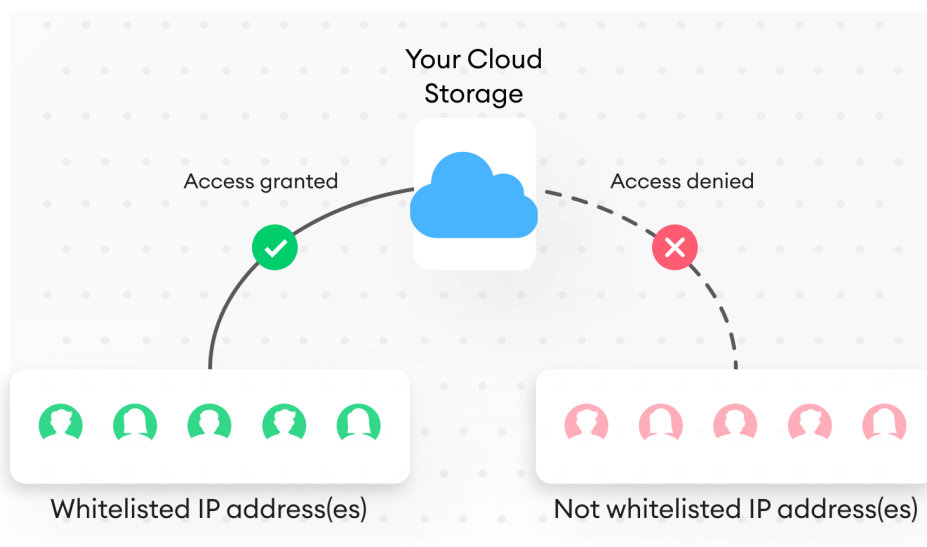 Your Cloud
Storage
Access granted
Access denied
Whitelisted IP address(es)
Not whitelisted IP address(es)